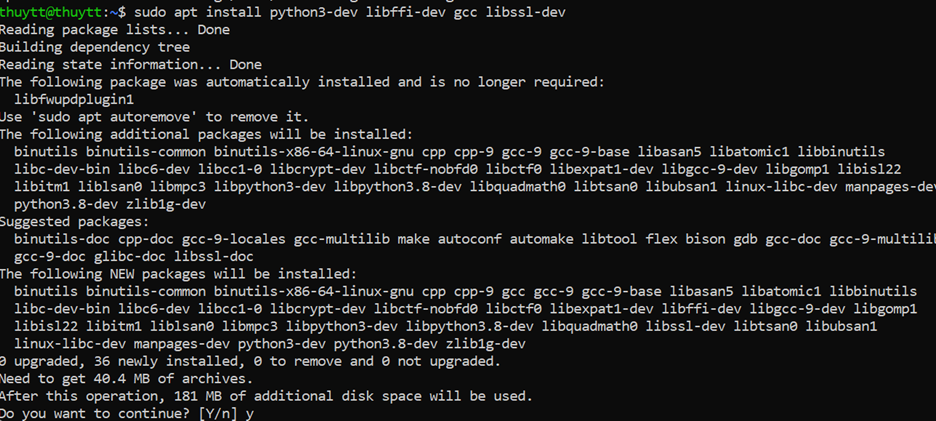 thuytt@thuytt:~$ sudo apt install python3-dev libffi-dev gcc libssl-dev
Reading package lists... Done
Building dependency tree
Reading state information... Done
The following package was automatically installed and is no longer required:
  libfwupdplugin1
Use 'sudo apt autoremove' to remove it.
The following additional packages will be installed:
  binutils binutils-common binutils-x86-64-linux-gnu cpp cpp-9 gcc-9 gcc-9-base libasan5 libatomic1 libbinutils
  libc-dev-bin libc6-dev libcc1-0 libcrypt-dev libctf-nobfd0 libctf0 libexpat1-dev libgcc-9-dev libgomp1 libisl22
  libitm1 liblsan0 libmpc3 libpython3-dev libpython3.8-dev libquadmath0 libtsan0 libubsan1 linux-libc-dev manpages-dev
  python3.8-dev zlib1g-dev
Suggested packages:
  binutils-doc cpp-doc gcc-9-locales gcc-multilib make autoconf automake libtool flex bison gdb gcc-doc gcc-9-multilib
  gcc-9-doc glibc-doc libssl-doc
The following NEW packages will be installed:
  binutils binutils-common binutils-x86-64-linux-gnu cpp cpp-9 gcc gcc-9 gcc-9-base libasan5 libatomic1 libbinutils
  libc-dev-bin libc6-dev libcc1-0 libcrypt-dev libctf-nobfd0 libctf0 libexpat1-dev libffi-dev libgcc-9-dev libgomp1
  libisl22 libitm1 liblsan0 libmpc3 libpython3-dev libpython3.8-dev libquadmath0 libssl-dev libtsan0 libubsan1
  linux-libc-dev manpages-dev python3-dev python3.8-dev zlib1g-dev
0 upgraded, 36 newly installed, 0 to remove and 0 not upgraded.
Need to get 40.4 MB of archives.
After this operation, 181 MB of additional disk space will be used.
Do you want to continue? [Y/n] y